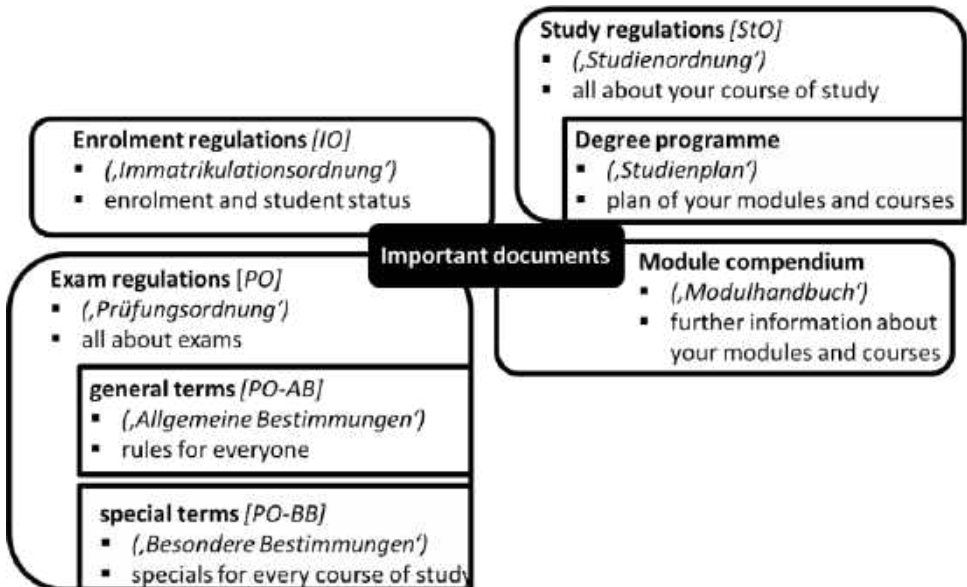 Study regulations [StO]
▪ (‚Studienordnung‘)
▪ all about your course of study
Degree programme
▪ (‚Studienplan‘)
▪ plan of your modules and courses
Enrolment regulations [IO]
▪ (‚Immatrikulationsordnung‘)
▪ enrolment and student status
Important documents
Module compendium
▪ (‚Modulhandbuch‘)
▪ further information about
your modules and courses
Exam regulations [PO]
▪ (‚Prüfungsordnung‘)
▪ all about exams
general terms [PO-AB]
▪ (‚Allgemeine Bestimmungen‘)
▪ rules for everyone
special terms [PO-BB]
▪ (‚Besondere Bestimmungen‘)
▪ specials for every course of study